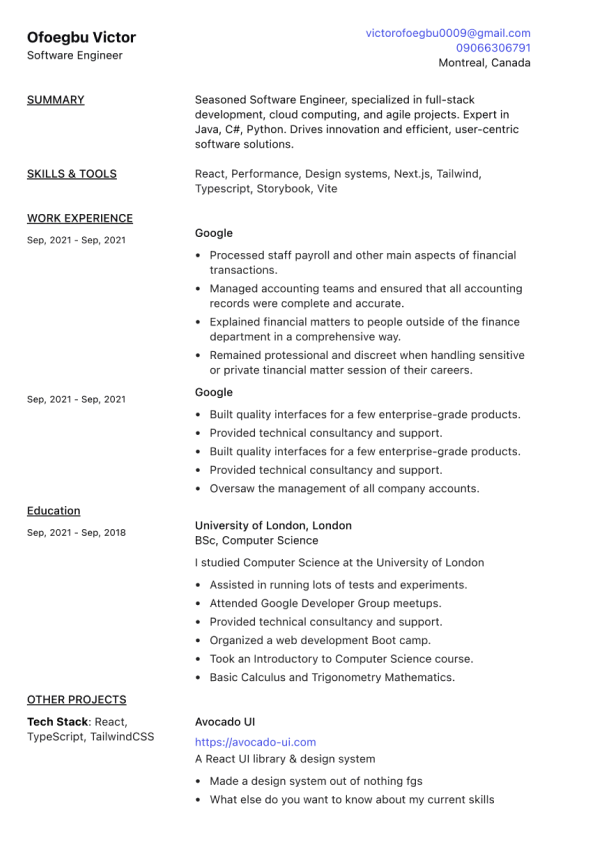 Ofoegbu Victor
Software Engineer
victorofoegbu0009@gmail.com
09066306791
Montreal, Canada
SUMMARY
Seasoned Software Engineer, specialized in full-stack
development, cloud computing, and agile projects. Expert in
Java, C#, Python. Drives innovation and efficient, user-centric
software solutions.
SKILLS & TOOLS
React, Performance, Design systems, Next.js, Tailwind,
Typescript, Storybook, Vite
WORK EXPERIENCE
Sep, 2021 - Sep, 2021
Google
• Processed staff payroll and other main aspects of financial
transactions.
• Managed accounting teams and ensured that all accounting
records were complete and accurate.
• Explained financial matters to people outside of the finance
department in a comprehensive way.
• Remained protessional and discreet when handling sensitive
or private tinancial matter session of their careers.
Sep, 2021 - Sep, 2021
Google
• Built quality interfaces for a few enterprise-grade products.
• Provided technical consultancy and support.
• Built quality interfaces for a few enterprise-grade products.
• Provided technical consultancy and support.
• Oversaw the management of all company accounts.
Education
Sep, 2021 - Sep, 2018
University of London, London
BSc, Computer Science
I studied Computer Science at the University of London
• Assisted in running lots of tests and experiments.
• Attended Google Developer Group meetups.
• Provided technical consultancy and support.
• Organized a web development Boot camp.
• Took an Introductory to Computer Science course.
• Basic Calculus and Trigonometry Mathematics.
OTHER PROJECTS
Tech Stack: React,
TypeScript, TailwindCSS
Avocado UI
https://avocado-ui.com
A React UI library & design system
• Made a design system out of nothing fgs
• What else do you want to know about my current skills